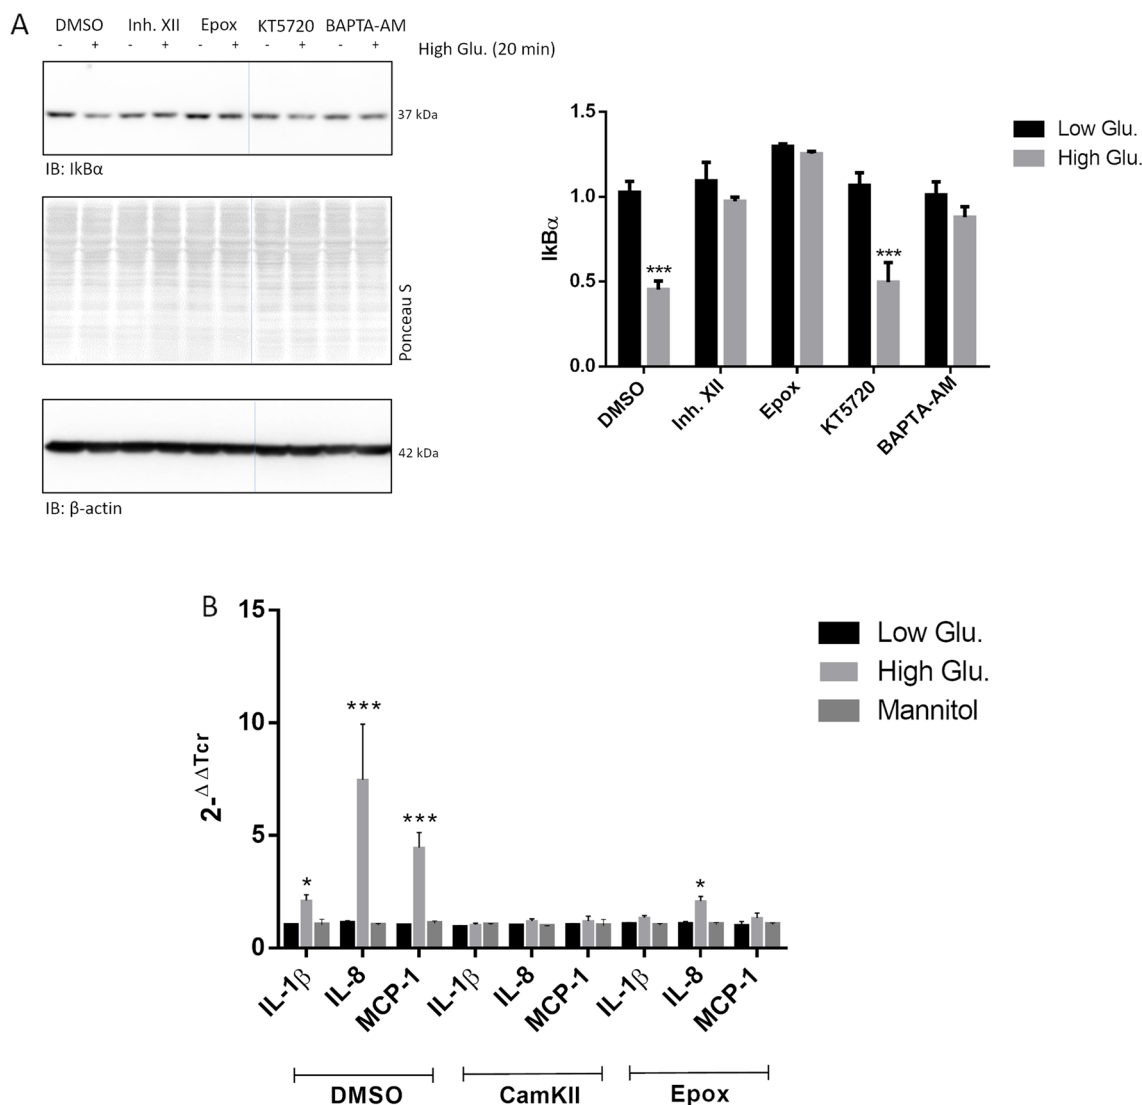 A
DMSO Inh. XII Epox KT5720 BAPTA-AM
- + - + - + - + - + High Glu. (20 min)
37 kDa
IB: IkBα
Ponceau S
42 kDa
IB: β-actin
1.5
1.0
0.5
0.0
IkBα
*** ***
DMSO Inh. XII Epox KT5720 BAPTA-AM
Low Glu.
High Glu.
B
15
10
5
0
2-ΔΔTcr
* *** *** *
IL-1β IL-8 MCP-1 IL-1β IL-8 MCP-1 IL-1β IL-8 MCP-1
DMSO CamKII Epox
Low Glu.
High Glu.
Mannitol